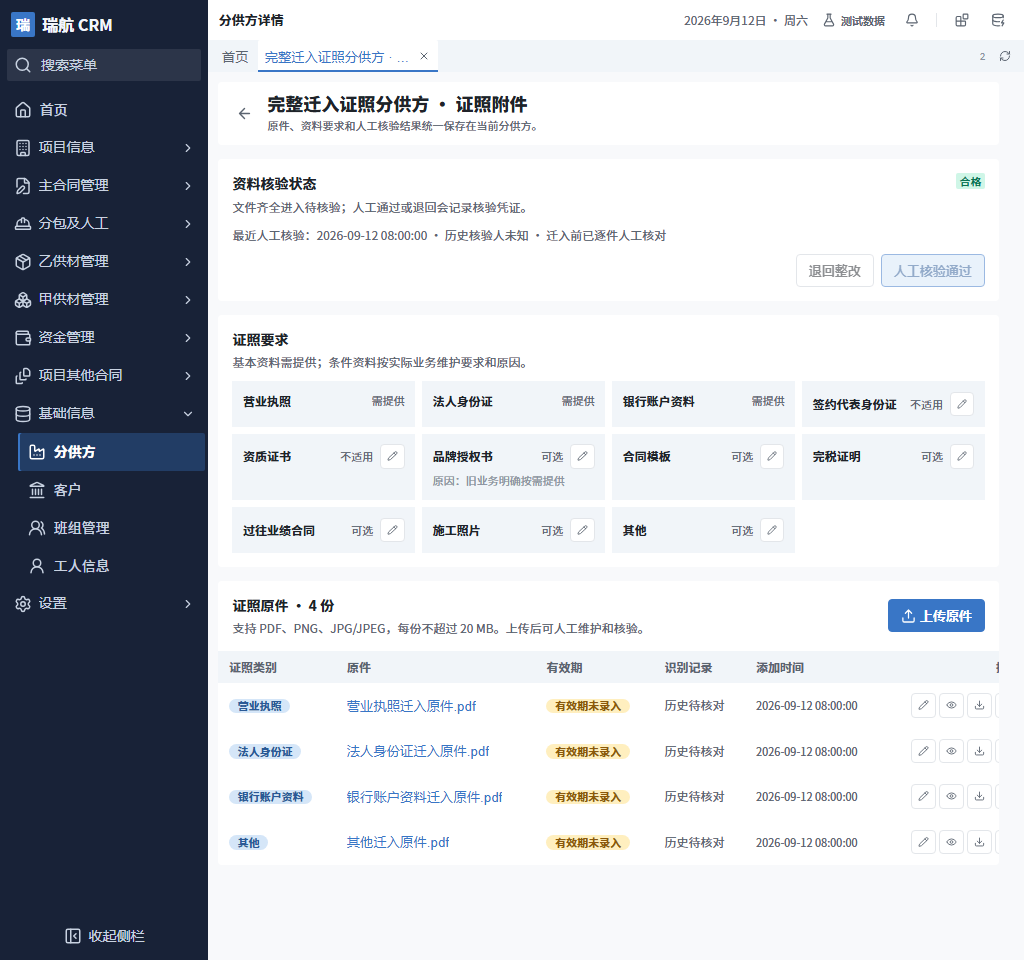 瑞 瑞航 CRM
搜索菜单
首页
项目信息
主合同管理
分包及人工
乙供材管理
甲供材管理
资金管理
项目其他合同
基础信息
分供方
客户
班组管理
工人信息
设置
收起侧栏
分供方详情
2026年9月12日 · 周六 测试数据
首页 完整迁入证照分供方 · … 2
完整迁入证照分供方 · 证照附件
原件、资料要求和人工核验结果统一保存在当前分供方。
资料核验状态 合格
文件齐全进入待核验；人工通过或退回会记录核验凭证。
最近人工核验：2026-09-12 08:00:00 · 历史核验人未知 · 迁入前已逐件人工核对
退回整改 人工核验通过
证照要求
基本资料需提供；条件资料按实际业务维护要求和原因。
营业执照 需提供 法人身份证 需提供 银行账户资料 需提供 签约代表身份证 不适用
资质证书 不适用 品牌授权书 可选 合同模板 可选 完税证明 可选
原因：旧业务明确按需提供
过往业绩合同 可选 施工照片 可选 其他 可选
证照原件 · 4 份
支持 PDF、PNG、JPG/JPEG，每份不超过 20 MB。上传后可人工维护和核验。
上传原件
证照类别 原件 有效期 识别记录 添加时间
营业执照 营业执照迁入原件.pdf 有效期未录入 历史待核对 2026-09-12 08:00:00
法人身份证 法人身份证迁入原件.pdf 有效期未录入 历史待核对 2026-09-12 08:00:00
银行账户资料 银行账户资料迁入原件.pdf 有效期未录入 历史待核对 2026-09-12 08:00:00
其他 其他迁入原件.pdf 有效期未录入 历史待核对 2026-09-12 08:00:00